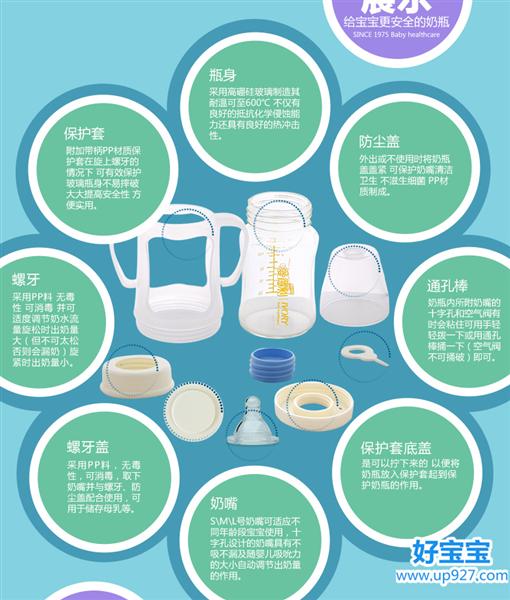 展示
给宝宝更安全的奶瓶
SINCE 1975 Baby healthcare
瓶身
采用高硼硅玻璃制造其
耐温可至600℃ 不仅有
良好的抵抗化学侵蚀能
力还具有良好的热冲击
性。
保护套
附加带柄PP材质保
护套在旋上螺牙的
情况下 可有效保护
玻璃瓶身不易摔破
大大提高安全性 方
便实用。
防尘盖
外出或不使用时将奶瓶
盖盖紧 可保护奶嘴清洁
卫生 不滋生细菌 PP材
质制成。
螺牙
采用PP料 无毒
性 可消毒 并可
适度调节奶水流
量旋松时出奶量
大（但不可太松
否则会漏奶）旋
紧时出奶量小。
通孔棒
奶瓶内所附奶嘴的
十字孔和空气阀有
时会粘住可用手轻
轻拨一下或用通孔
棒捅一下（空气阀
不可捅破）即可。
螺牙盖
采用PP料，无毒
性，可消毒，取下
奶嘴并与螺牙、防
尘盖配合使用，可
用于储存母乳等。
保护套底盖
是可以拧下来的 以便将
奶瓶放入保护套起到保
护奶瓶的作用。
奶嘴
S\M\L号奶嘴可适应不
同年龄段宝宝使用，十
字孔设计的奶嘴具有不
吸不漏及随婴儿吸吮力
的大小自动调节出奶量
的作用。
好宝宝
www.up927.com